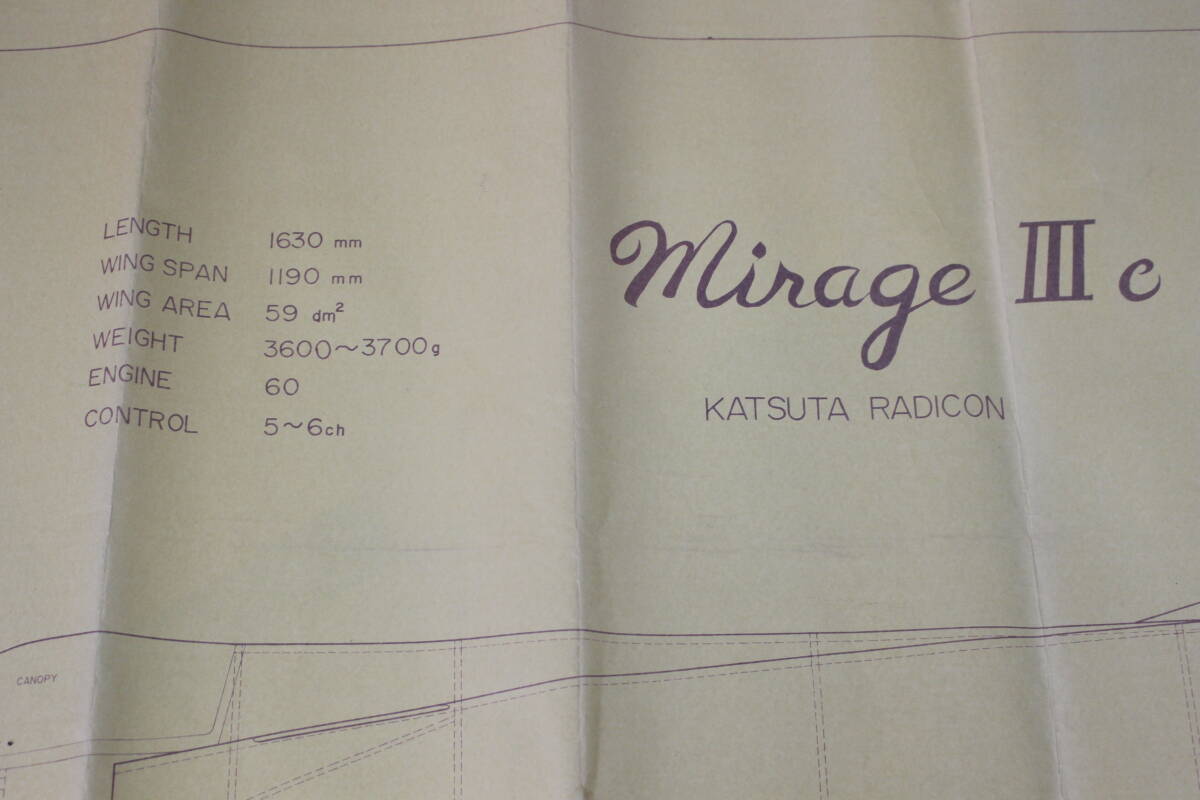 LENGTH 1630 mm
WING SPAN 1190 mm
WING AREA 59 dm²
WEIGHT 3600~3700g
ENGINE 60
CONTROL 5~6ch
Mirage III c
KATSUTA RADICON
CANOPY